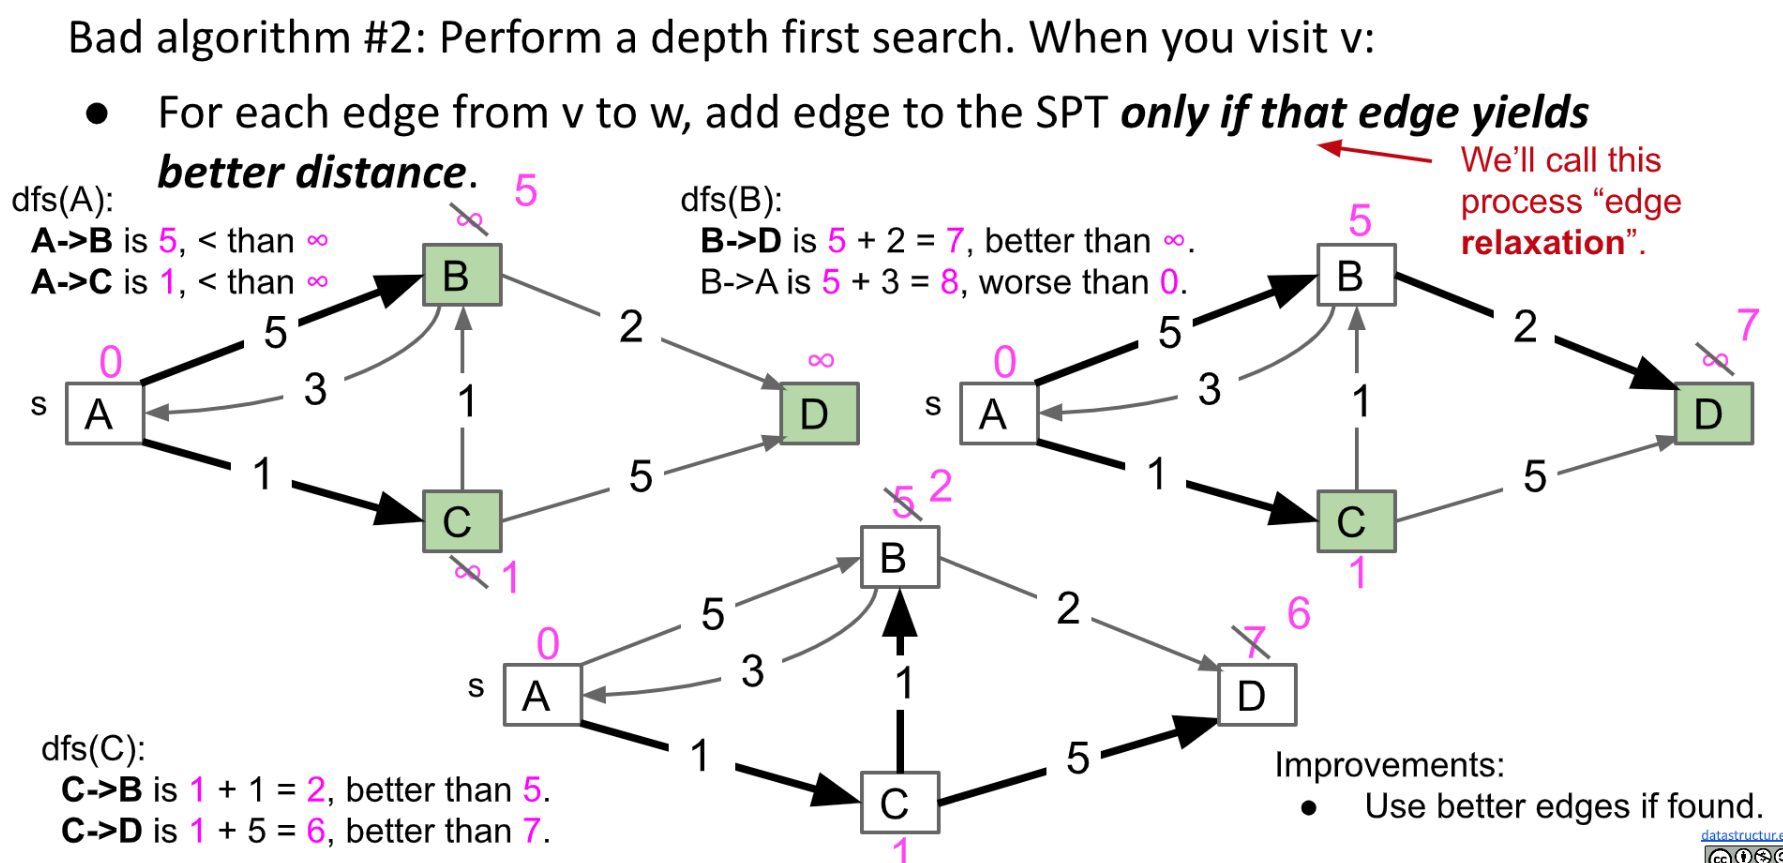 Bad algorithm #2: Perform a depth first search. When you visit v:
● For each edge from v to w, add edge to the SPT only if that edge yields
better distance.
We'll call this
process “edge
relaxation”.
dfs(A):
A->B is 5, < than ∞
A->C is 1, < than ∞
∞ 5
B
5
2
0
3
1
∞
s
A
D
1
5
C
∞ 1
dfs(B):
B->D is 5 + 2 = 7, better than ∞.
B->A is 5 + 3 = 8, worse than 0.
5
B
5
2
7
0
3
1
∞
s
A
D
1
5
C
1
5 2
B
5
2
6
0
3
1
7
s
A
D
1
5
C
1
dfs(C):
C->B is 1 + 1 = 2, better than 5.
C->D is 1 + 5 = 6, better than 7.
Improvements:
● Use better edges if found.
datastructur.e